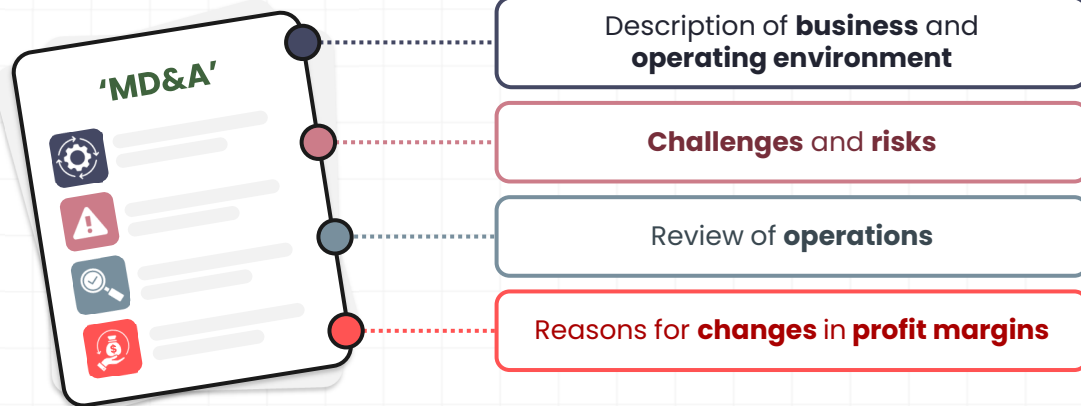 ‘MD&A’
Description of business and
operating environment
Challenges and risks
Review of operations
Reasons for changes in profit margins